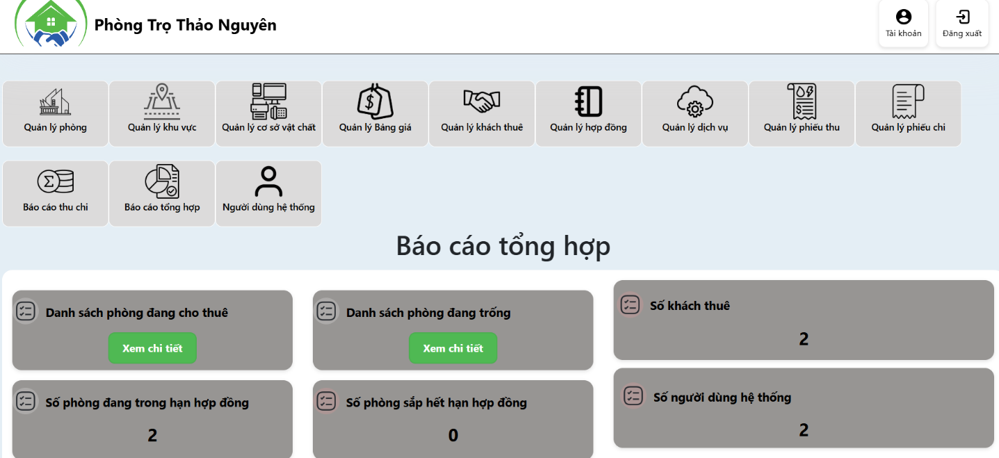 Phòng Trọ Thảo Nguyên
Tài khoản
Đăng xuất
Quản lý phòng
Quản lý khu vực
Quản lý cơ sở vật chất
Quản lý Bảng giá
Quản lý khách thuê
Quản lý hợp đồng
Quản lý dịch vụ
Quản lý phiếu thu
Quản lý phiếu chi
Báo cáo thu chi
Báo cáo tổng hợp
Người dùng hệ thống
Báo cáo tổng hợp
Danh sách phòng đang cho thuê
Xem chi tiết
Danh sách phòng đang trống
Xem chi tiết
Số khách thuê
2
Số phòng đang trong hạn hợp đồng
2
Số phòng sắp hết hạn hợp đồng
0
Số người dùng hệ thống
2